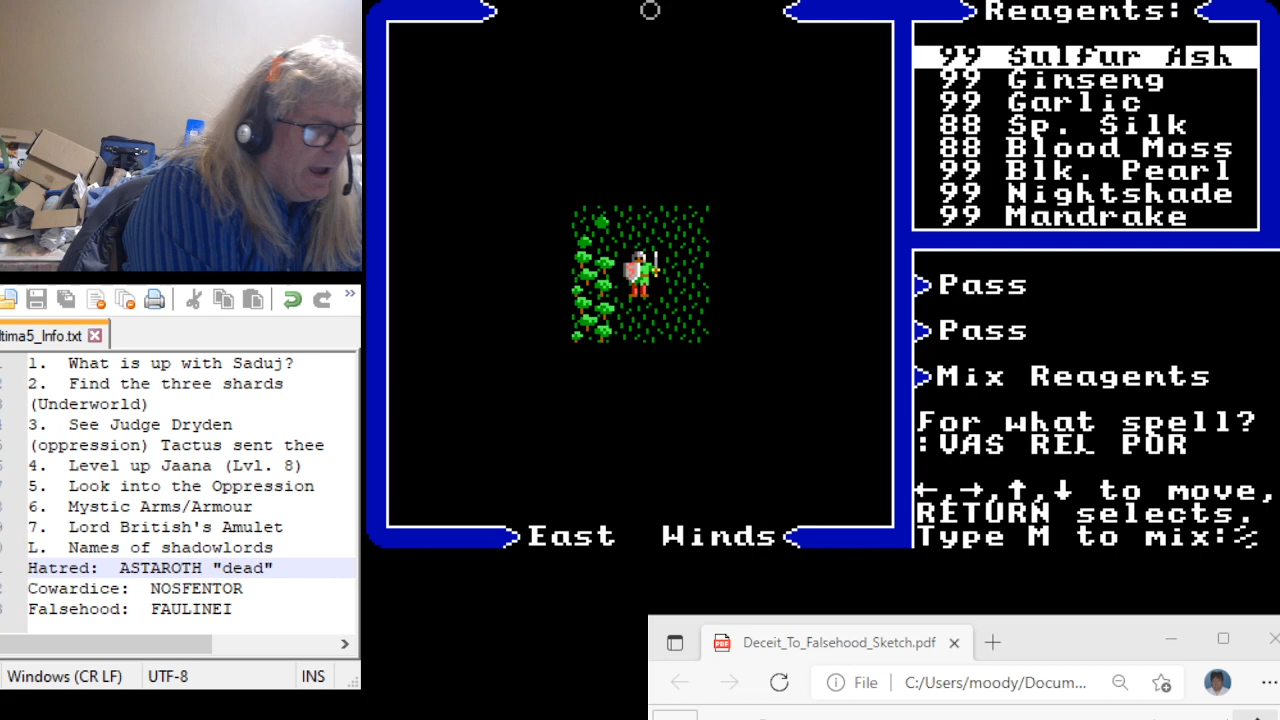 Reagents:
99 Sulfur Ash
99 Ginseng
99 Garlic
88 Sp. Silk
88 Blood Moss
99 Blk. Pearl
99 Nightshade
99 Mandrake
Pass
Pass
Mix Reagents
For what spell?
:VAS REL POR
←,→,↑,↓ to move,
RETURN selects,
Type M to mix:
East Winds
ltima5_Info.txt
1. What is up with Saduj?
2. Find the three shards
(Underworld)
3. See Judge Dryden
(oppression) Tactus sent thee
4. Level up Jaana (Lvl. 8)
5. Look into the Oppression
6. Mystic Arms/Armour
7. Lord British's Amulet
L. Names of shadowlords
Hatred: ASTAROTH "dead"
Cowardice: NOSFENTOR
Falsehood: FAULINEI
Windows (CR LF) UTF-8 INS
Deceit_To_Falsehood_Sketch.pdf
File C:/Users/moody/Docum...